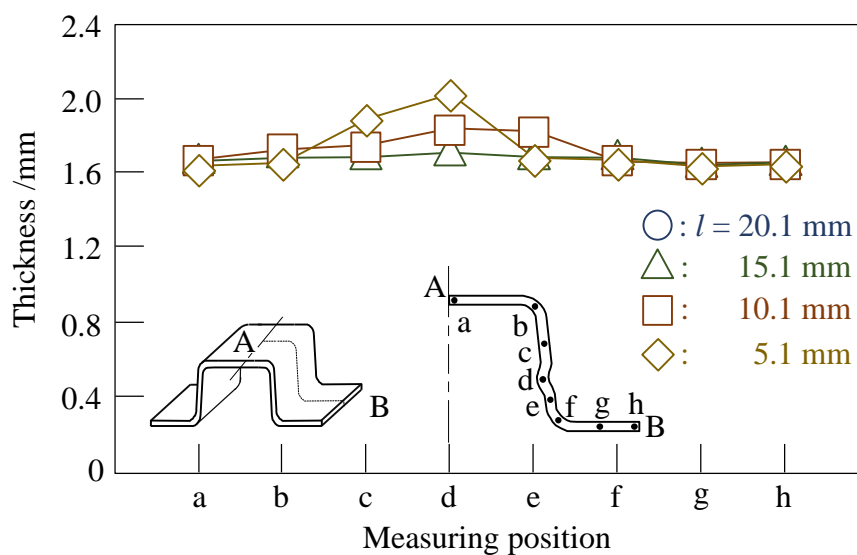 Thickness /mm
2.4
2.0
1.6
1.2
0.8
0.4
0
: l = 20.1 mm
: 15.1 mm
: 10.1 mm
: 5.1 mm
A
B
A
a
b
c
d
e
f
g
h
B
a b c d e f g h
Measuring position